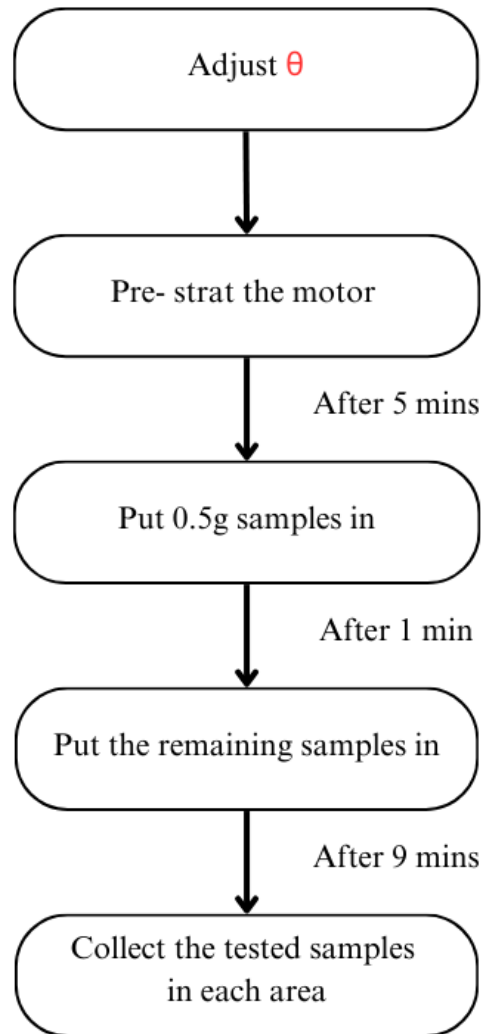 Adjust θ
Pre- strat the motor
After 5 mins
Put 0.5g samples in
After 1 min
Put the remaining samples in
After 9 mins
Collect the tested samples
in each area